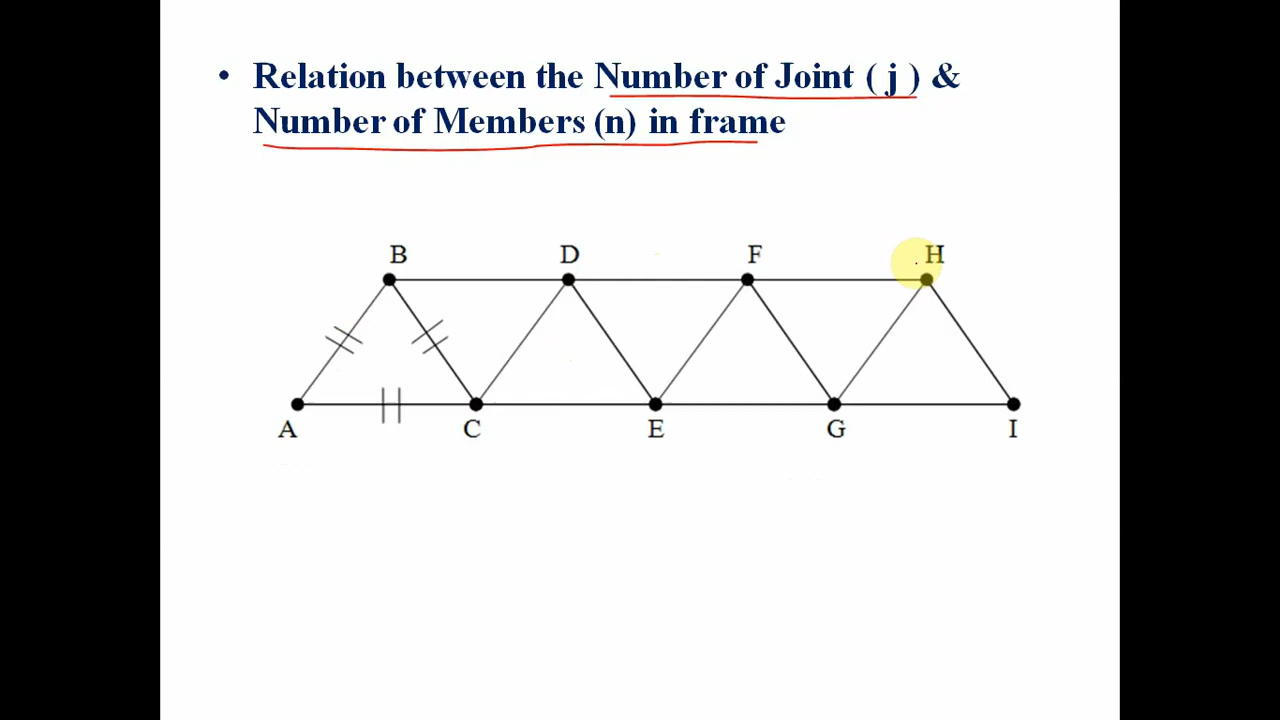 • Relation between the Number of Joint ( j ) &
Number of Members (n) in frame
B D F H
A C E G I